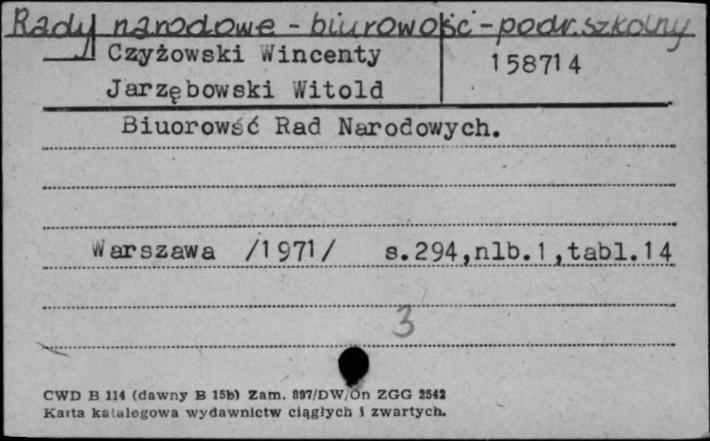 Rady narodowe - biurowość - podr. szkolny
Czyżowski Wincenty
158714
Jarzębowski Witold
Biuorowść Rad Narodowych.
Warszawa /1971/ s.294,nlb.1,tabl.14
3
CWD B 114 (dawny B 15b) Zam. 897/DW/On ZGG 2542
Karta katalogowa wydawnictw ciągłych i zwartych.